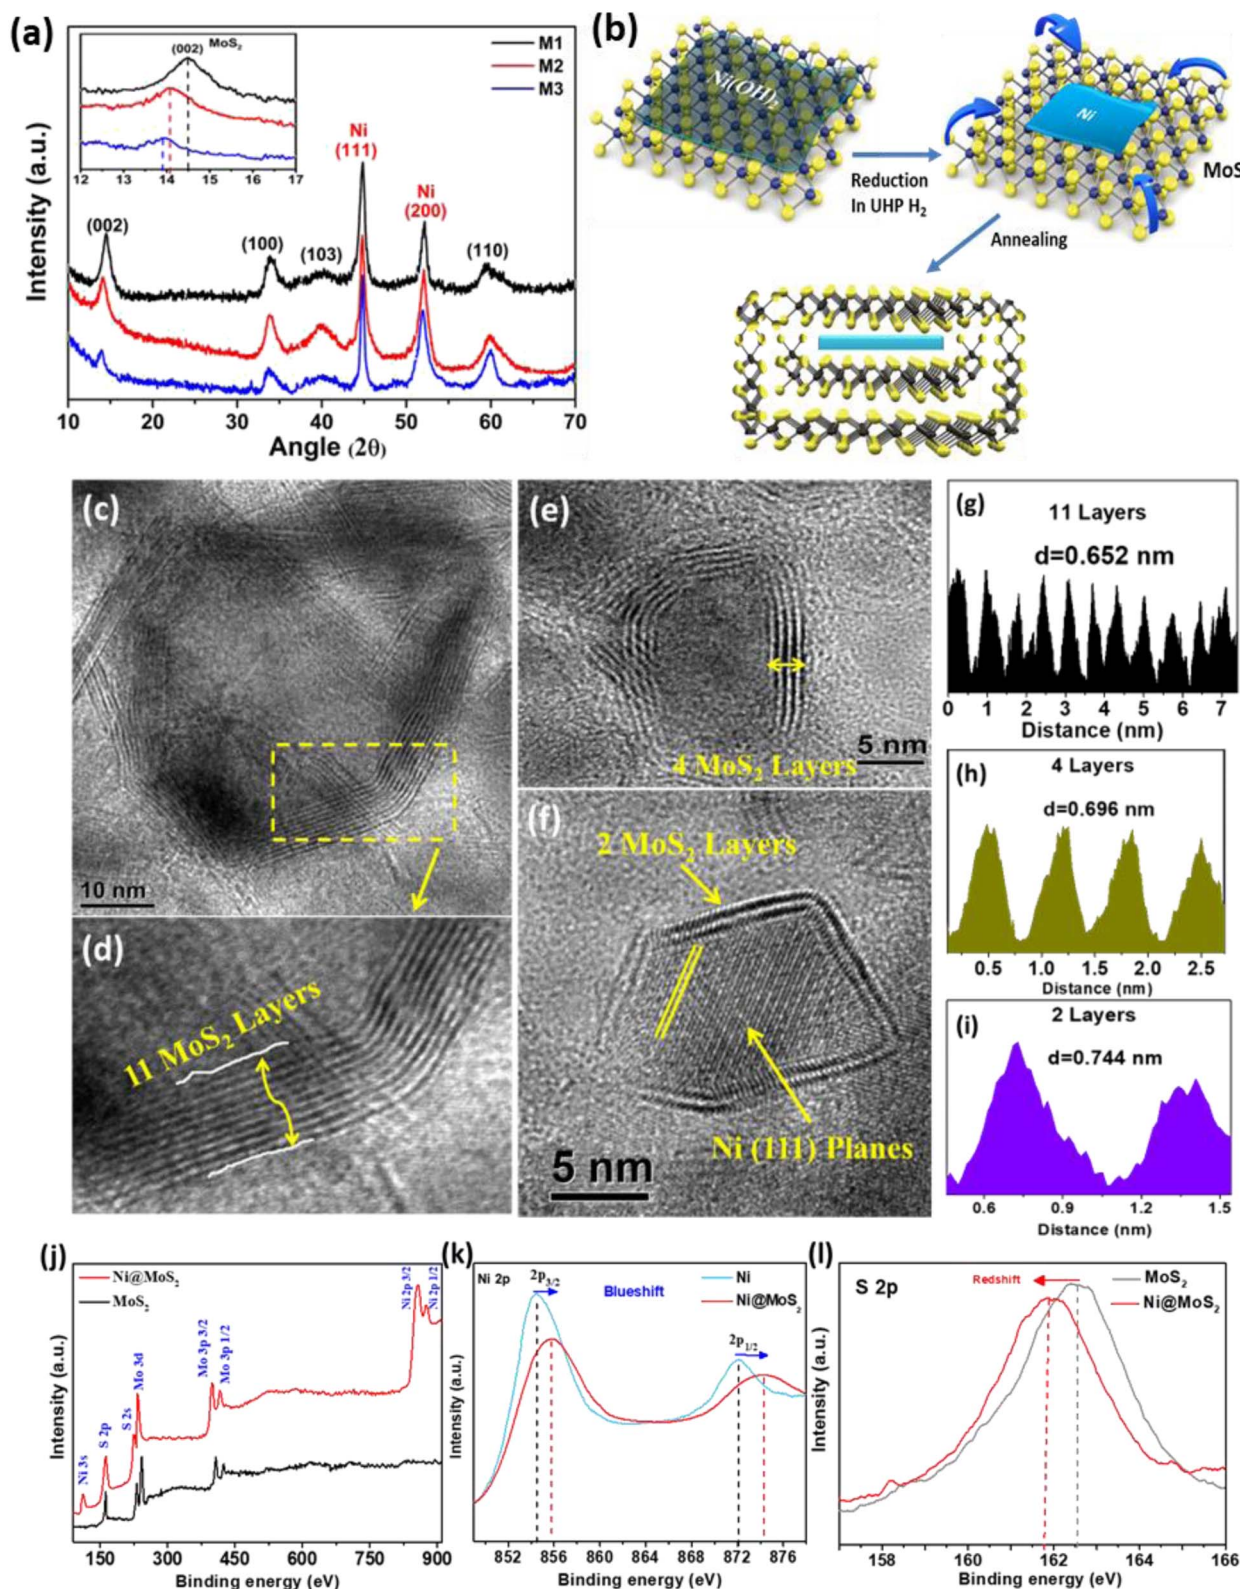 (a)
MoS2
(002)
12 13 14 15 16 17
M1
M2
M3
Ni
(111)
Ni
(200)
(002)
(100)
(103)
(110)
Intensity (a.u.)
10 20 30 40 50 60 70
Angle (2θ)
(b)
Ni(OH)2
Reduction
In UHP H2
Ni
MoS
Annealing
(c)
10 nm
(d)
11 MoS2 Layers
(e)
4 MoS2 Layers
5 nm
(f)
2 MoS2 Layers
Ni (111) Planes
5 nm
(g)
11 Layers
d=0.652 nm
0 1 2 3 4 5 6 7
Distance (nm)
(h)
4 Layers
d=0.696 nm
0.5 1.0 1.5 2.0 2.5
Distance (nm)
(i)
2 Layers
d=0.744 nm
0.6 0.9 1.2 1.5
Distance (nm)
(j)
Ni@MoS2
MoS2
Ni 3s
S 2p
S 2s
Mo 3d
Mo 3p 3/2
Mo 3p 1/2
Ni 2p 3/2
Ni 2p 1/2
Intensity (a.u.)
150 300 450 600 750 900
Binding energy (eV)
(k)
Ni 2p
2p3/2
Blueshift
Ni
Ni@MoS2
2p1/2
Intensity (a.u.)
852 856 860 864 868 872 876
Binding energy (eV)
(l)
S 2p
Redshift
MoS2
Ni@MoS2
Intensity (a.u.)
158 160 162 164 166
Binding energy (eV)